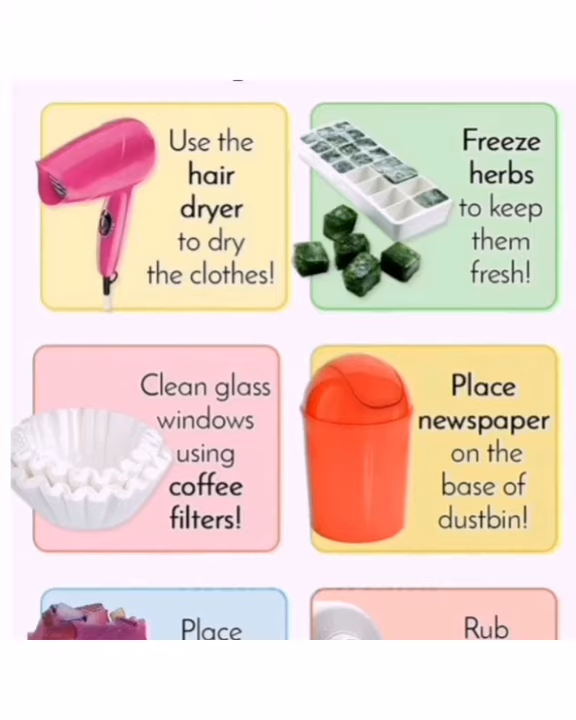 Use the
hair
dryer
to dry
the clothes!
Freeze
herbs
to keep
them
fresh!
Clean glass
windows
using
coffee
filters!
Place
newspaper
on the
base of
dustbin!
Place
Rub